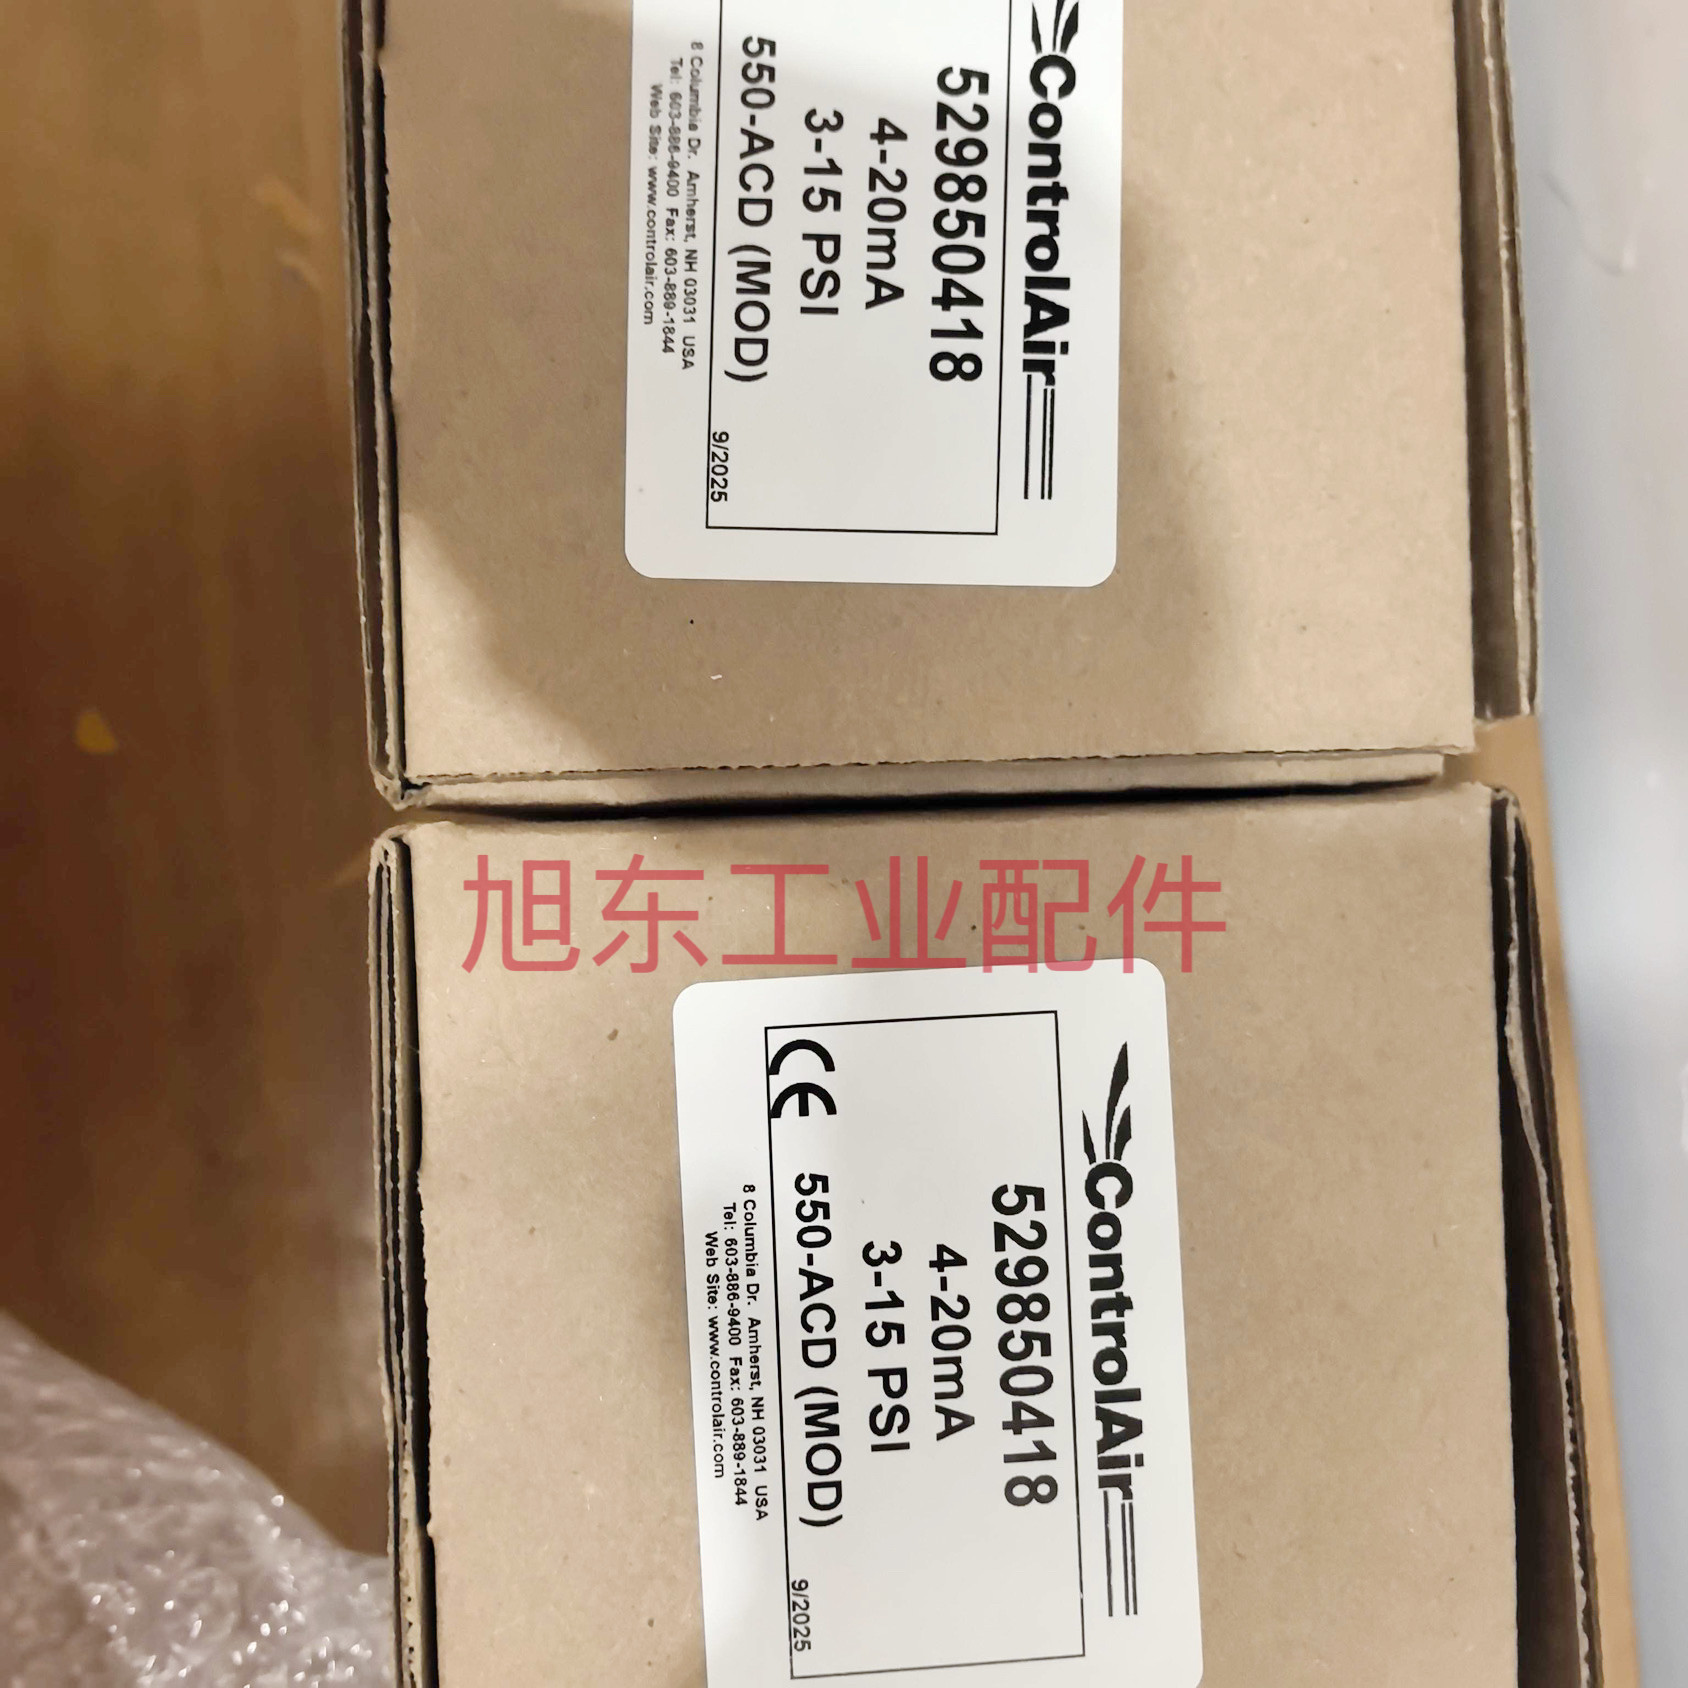 ControlAir
529850418
4-20mA
3-15 PSI
550-ACD (MOD)
9/2025
8 Columbia Dr. Amherst, NH 03031 USA
Tel: 603-886-9400 Fax: 603-889-1844
Web Site: www.controlair.com
旭东工业配件
ControlAir
529850418
4-20mA
3-15 PSI
CE 550-ACD (MOD)
9/2025
8 Columbia Dr. Amherst, NH 03031 USA
Tel: 603-886-9400 Fax: 603-889-1844
Web Site: www.controlair.com